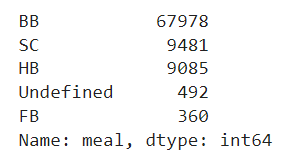 BB 67978
SC 9481
HB 9085
Undefined 492
FB 360
Name: meal, dtype: int64